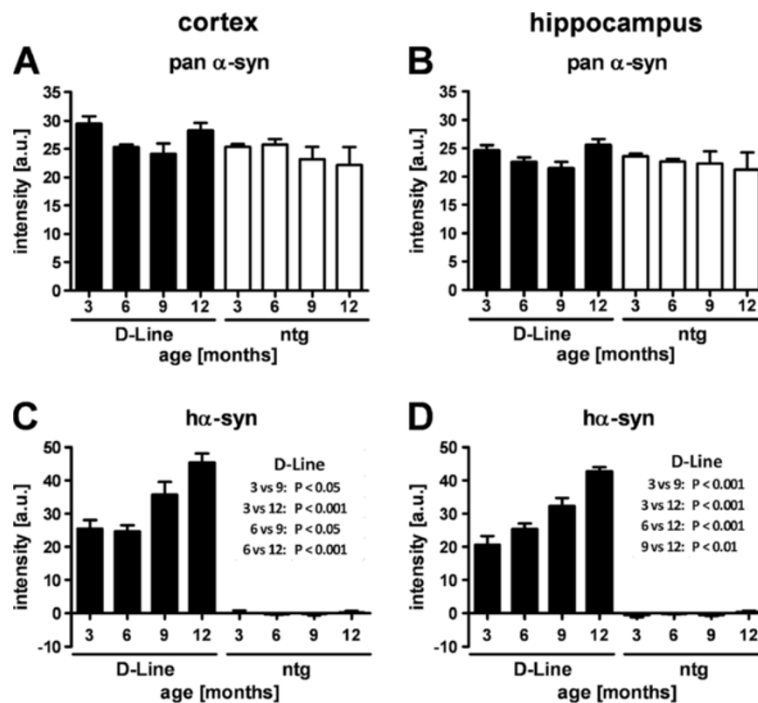 cortex
hippocampus
A
pan α-syn
intensity [a.u.]
35
30
25
20
15
10
5
0
3 6 9 12 3 6 9 12
D-Line ntg
age [months]
B
pan α-syn
intensity [a.u.]
35
30
25
20
15
10
5
0
3 6 9 12 3 6 9 12
D-Line ntg
age [months]
C
hα-syn
intensity [a.u.]
50
40
30
20
10
0
-10
D-Line
3 vs 9: P < 0.05
3 vs 12: P < 0.001
6 vs 9: P < 0.05
6 vs 12: P < 0.001
3 6 9 12 3 6 9 12
D-Line ntg
age [months]
D
hα-syn
intensity [a.u.]
50
40
30
20
10
0
-10
D-Line
3 vs 9: P < 0.001
3 vs 12: P < 0.001
6 vs 12: P < 0.001
9 vs 12: P < 0.01
3 6 9 12 3 6 9 12
D-Line ntg
age [months]